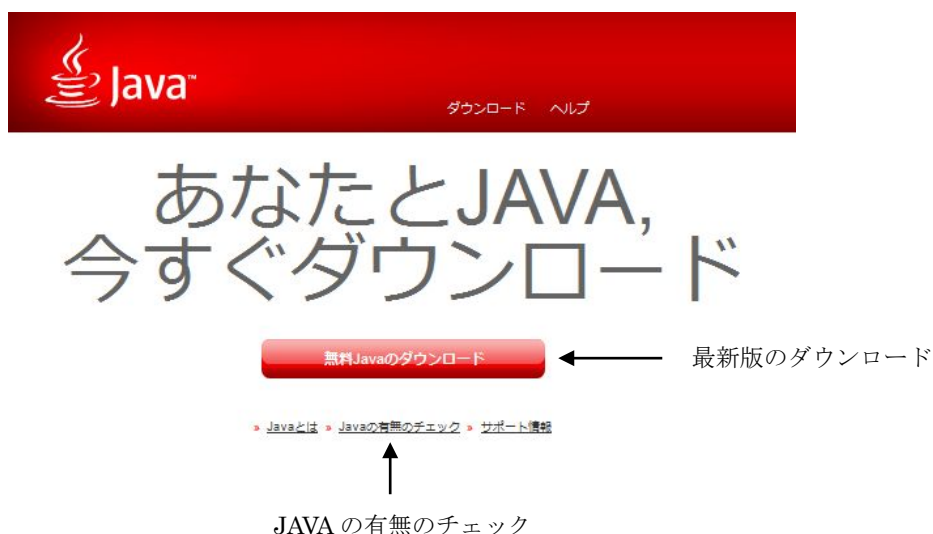 Java™
ダウンロード ヘルプ
あなたとJAVA,
今すぐダウンロード
無料Javaのダウンロード
最新版のダウンロード
» Javaとは » Javaの有無のチェック » サポート情報
JAVA の有無のチェック